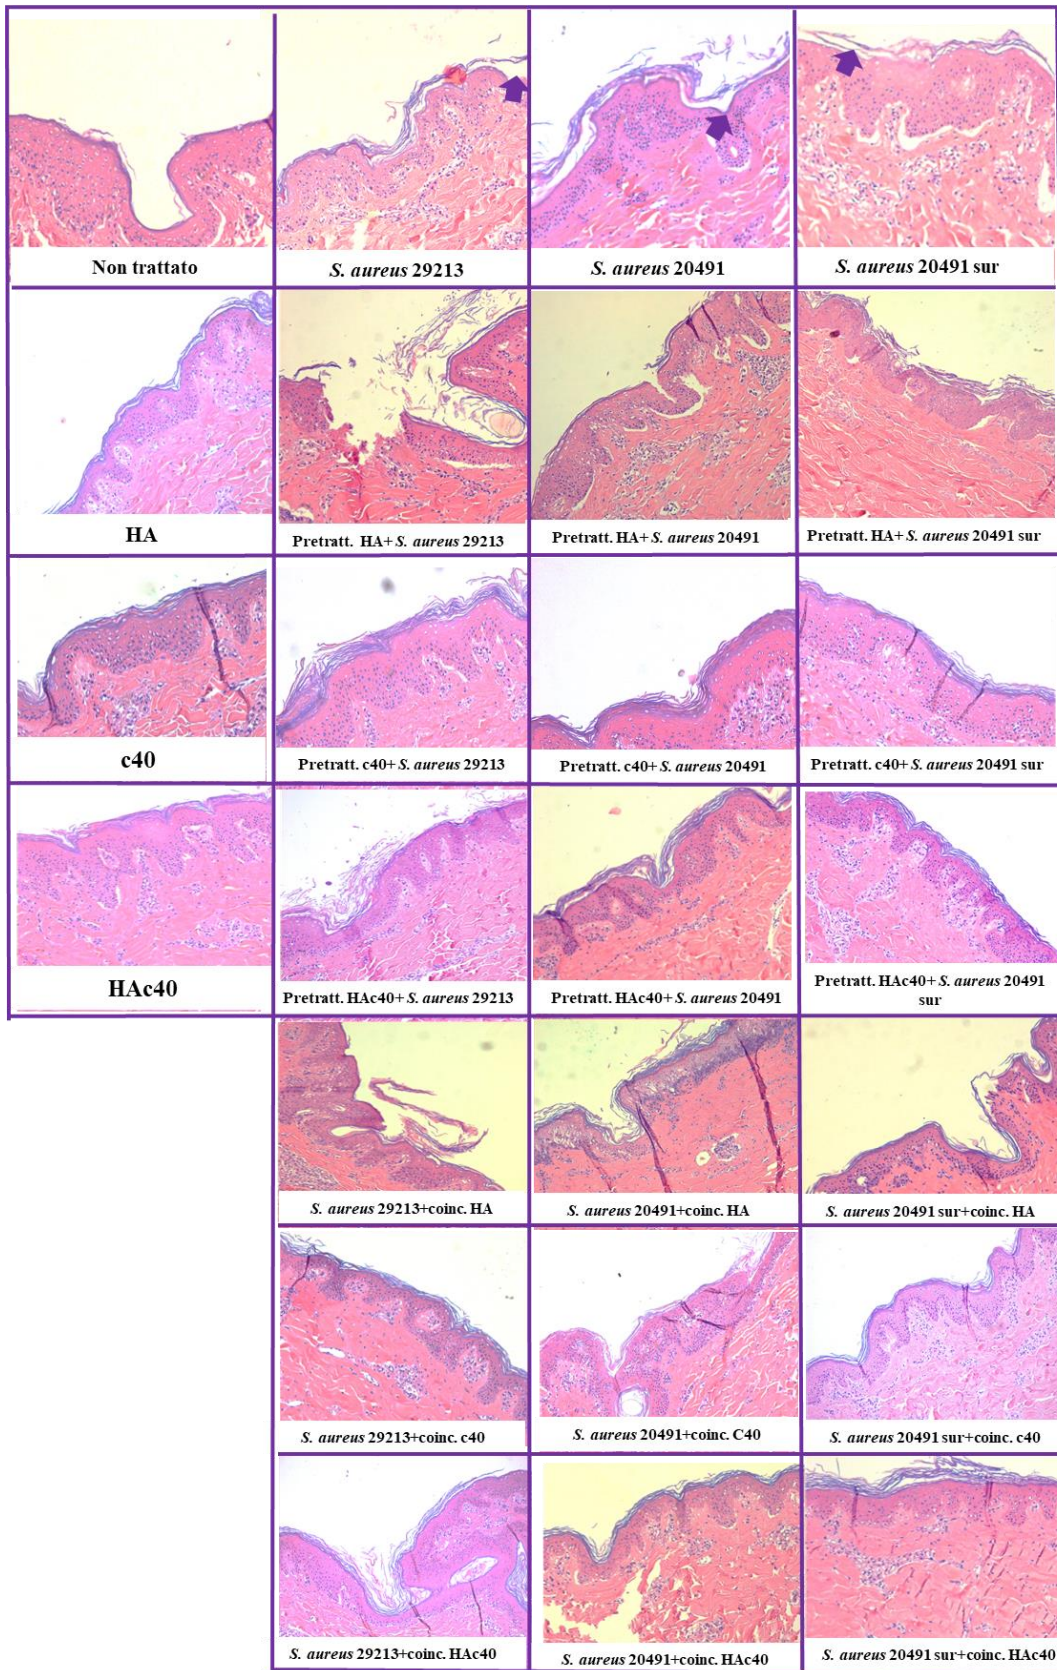 Non trattato
S. aureus 29213
S. aureus 20491
S. aureus 20491 sur
HA
Pretratt. HA+ S. aureus 29213
Pretratt. HA+ S. aureus 20491
Pretratt. HA+ S. aureus 20491 sur
c40
Pretratt. c40+ S. aureus 29213
Pretratt. c40+ S. aureus 20491
Pretratt. c40+ S. aureus 20491 sur
HAc40
Pretratt. HAc40+ S. aureus 29213
Pretratt. HAc40+ S. aureus 20491
Pretratt. HAc40+ S. aureus 20491
sur
S. aureus 29213+coinc. HA
S. aureus 20491+coinc. HA
S. aureus 20491 sur+coinc. HA
S. aureus 29213+coinc. c40
S. aureus 20491+coinc. C40
S. aureus 20491 sur+coinc. c40
S. aureus 29213+coinc. HAc40
S. aureus 20491+coinc. HAc40
S. aureus 20491 sur+coinc. HAc40